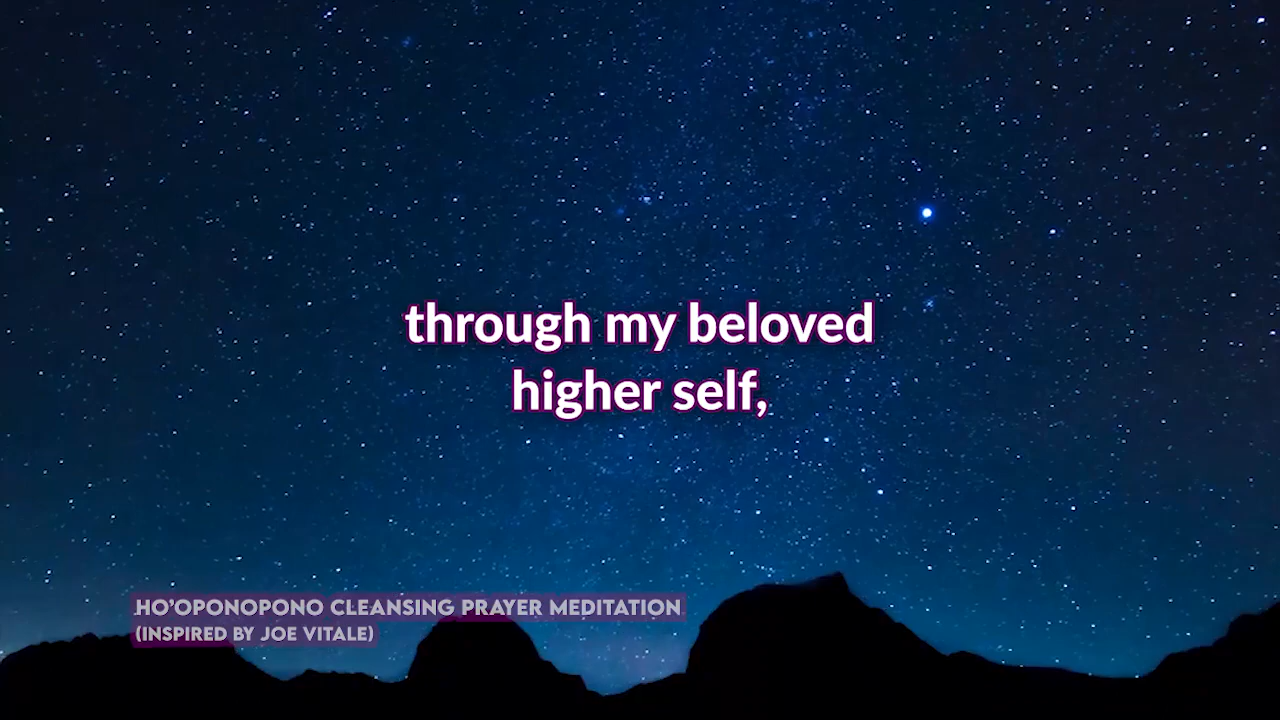 through my beloved
higher self,
HO'OPONOPONO CLEANSING PRAYER MEDITATION
(INSPIRED BY JOE VITALE)